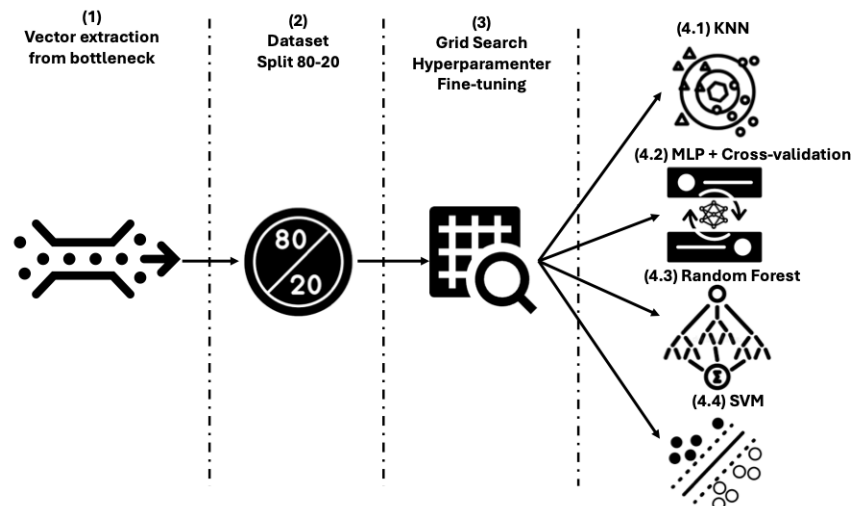 (1)
Vector extraction
from bottleneck
(2)
Dataset
Split 80-20
(3)
Grid Search
Hyperparamenter
Fine-tuning
(4.1) KNN
(4.2) MLP + Cross-validation
80
20
(4.3) Random Forest
Σ
(4.4) SVM